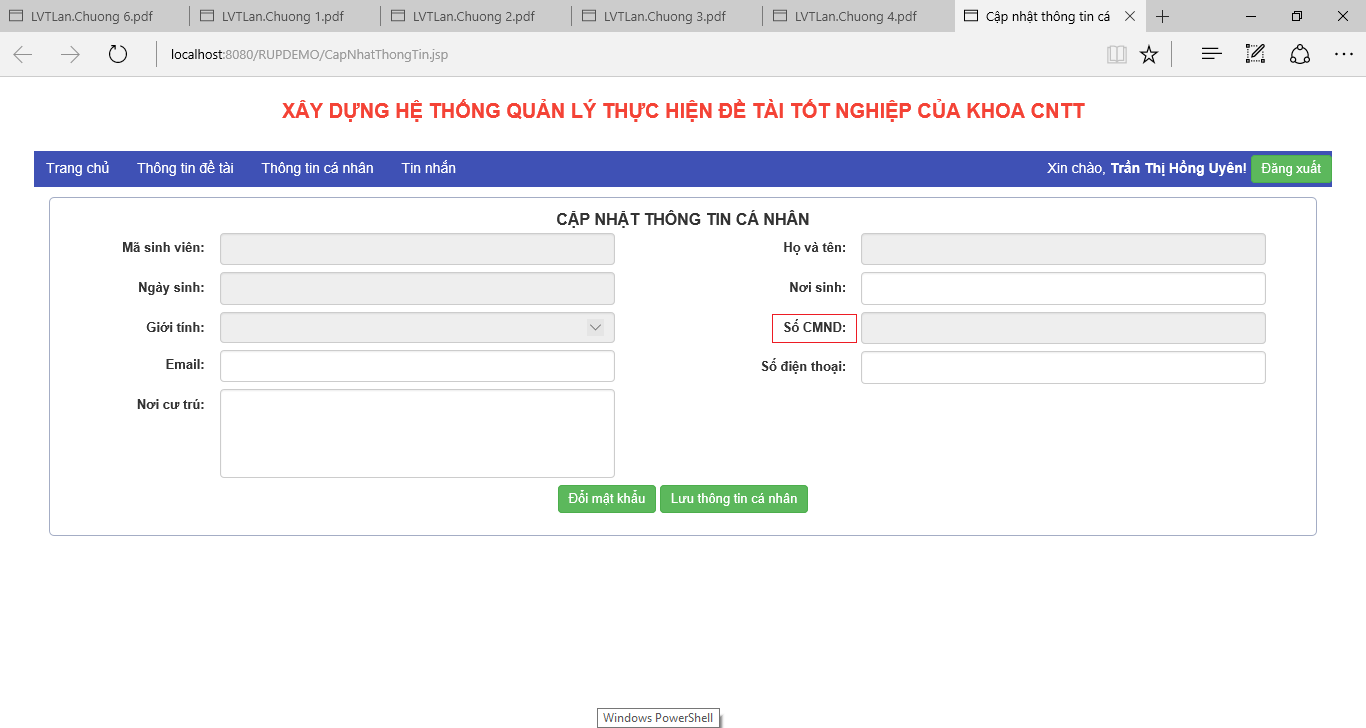 LVTLan.Chuong 6.pdf LVTLan.Chuong 1.pdf LVTLan.Chuong 2.pdf LVTLan.Chuong 3.pdf LVTLan.Chuong 4.pdf Cập nhật thông tin cá
localhost:8080/RUPDEMO/CapNhatThongTin.jsp
XÂY DỰNG HỆ THỐNG QUẢN LÝ THỰC HIỆN ĐỀ TÀI TỐT NGHIỆP CỦA KHOA CNTT
Trang chủ Thông tin đề tài Thông tin cá nhân Tin nhắn Xin chào, Trần Thị Hồng Uyên! Đăng xuất
CẬP NHẬT THÔNG TIN CÁ NHÂN
Mã sinh viên: Họ và tên:
Ngày sinh: Nơi sinh:
Giới tính: Số CMND:
Email: Số điện thoại:
Nơi cư trú:
Đổi mật khẩu Lưu thông tin cá nhân
Windows PowerShell